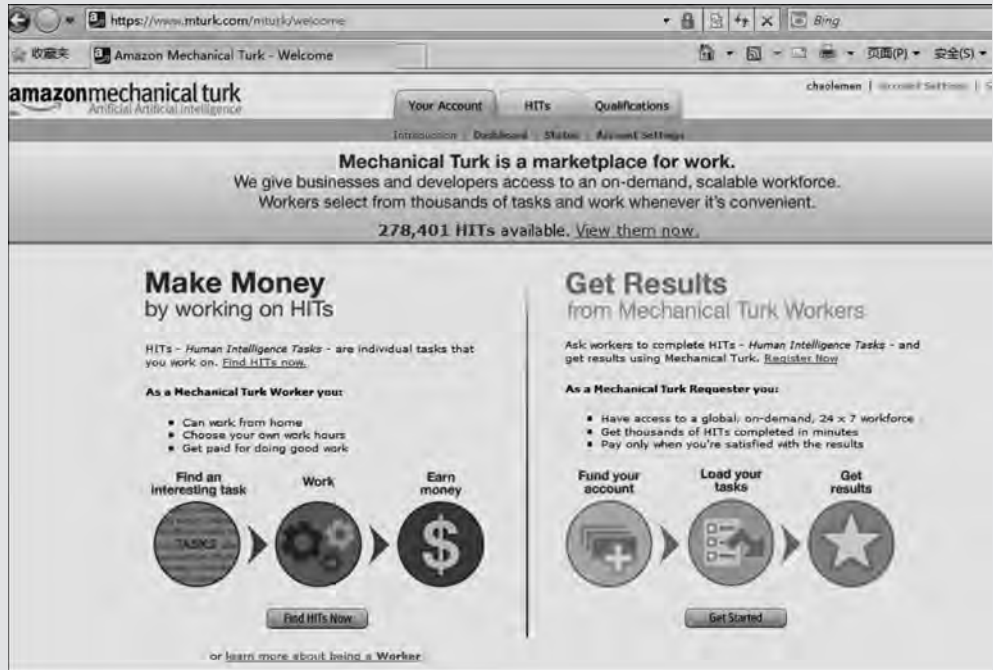 https://www.mturk.com/mturk/welcome
Bing
收藏夹
Amazon Mechanical Turk - Welcome
页面(P)
安全(S)
amazonmechanical turk
Artificial Artificial Intelligence
Your Account
HITs
Qualifications
chaolemen | Account Settings |
Introduction | Dashboard | Status | Account Settings
Mechanical Turk is a marketplace for work.
We give businesses and developers access to an on-demand, scalable workforce.
Workers select from thousands of tasks and work whenever it's convenient.
278,401 HITs available. View them now.
Make Money
by working on HITs
HITs - Human Intelligence Tasks - are individual tasks that
you work on. Find HITs now.
As a Mechanical Turk Worker you:
• Can work from home
• Choose your own work hours
• Get paid for doing good work
Find an
interesting task
Work
Earn
money
TASKS
$
Find HITs Now
or learn more about being a Worker
Get Results
from Mechanical Turk Workers
Ask workers to complete HITs - Human Intelligence Tasks - and
get results using Mechanical Turk. Register Now
As a Mechanical Turk Requester you:
• Have access to a global, on-demand, 24 x 7 workforce
• Get thousands of HITs completed in minutes
• Pay only when you're satisfied with the results
Fund your
account
Load your
tasks
Get
results
Get Started